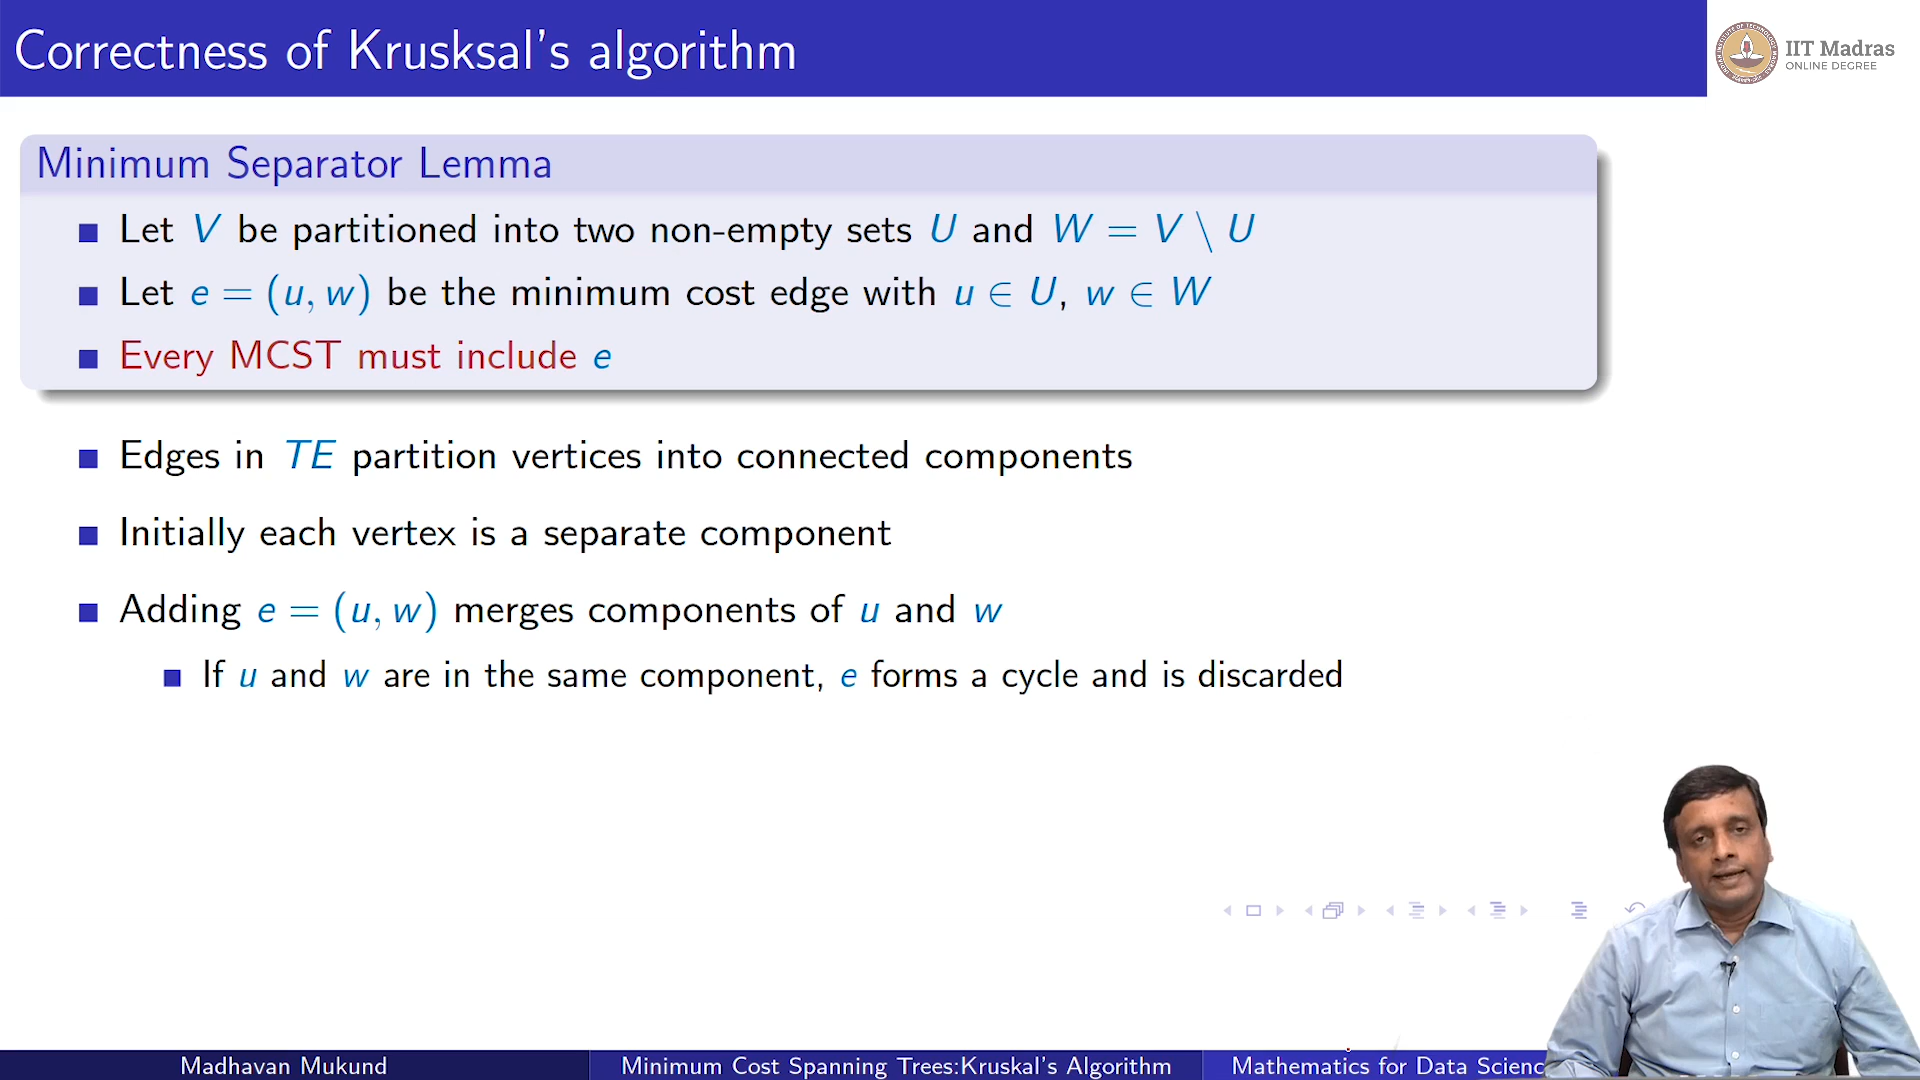 Correctness of Krusksal's algorithm
IIT Madras
ONLINE DEGREE
Minimum Separator Lemma
Let V be partitioned into two non-empty sets U and W = V \ U
Let e = (u, w) be the minimum cost edge with u ∈ U, w ∈ W
Every MCST must include e
Edges in TE partition vertices into connected components
Initially each vertex is a separate component
Adding e = (u, w) merges components of u and w
If u and w are in the same component, e forms a cycle and is discarded
Madhavan Mukund
Minimum Cost Spanning Trees:Kruskal's Algorithm
Mathematics for Data Scienc